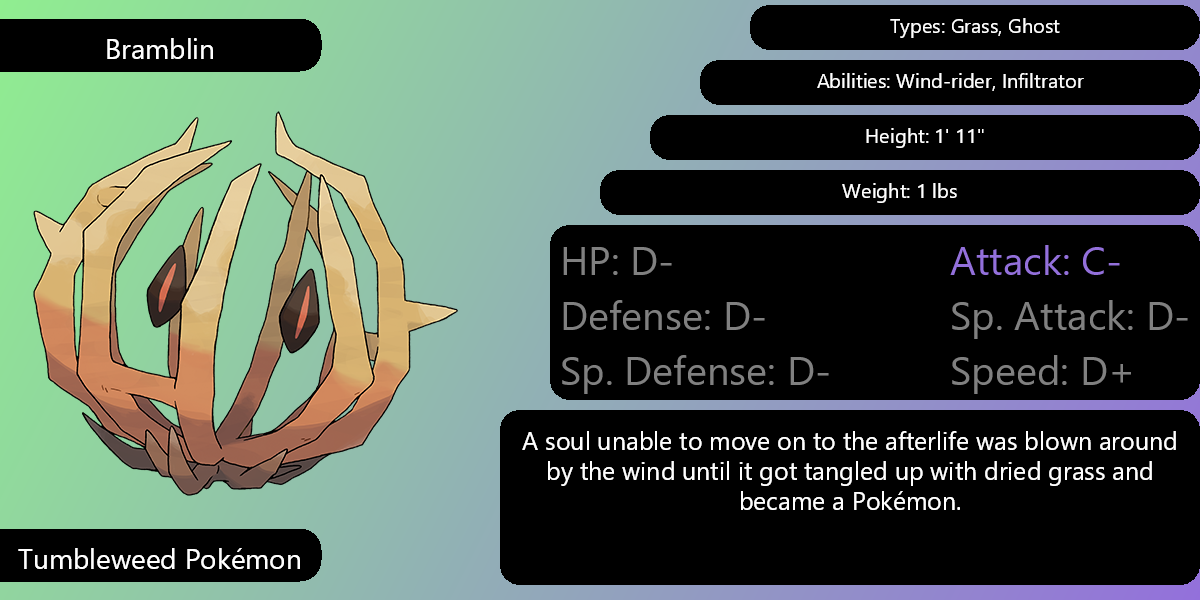 Bramblin
Types: Grass, Ghost
Abilities: Wind-rider, Infiltrator
Height: 1' 11"
Weight: 1 lbs
HP: D-
Attack: C-
Defense: D-
Sp. Attack: D-
Sp. Defense: D-
Speed: D+
A soul unable to move on to the afterlife was blown around
by the wind until it got tangled up with dried grass and
became a Pokémon.
Tumbleweed Pokémon